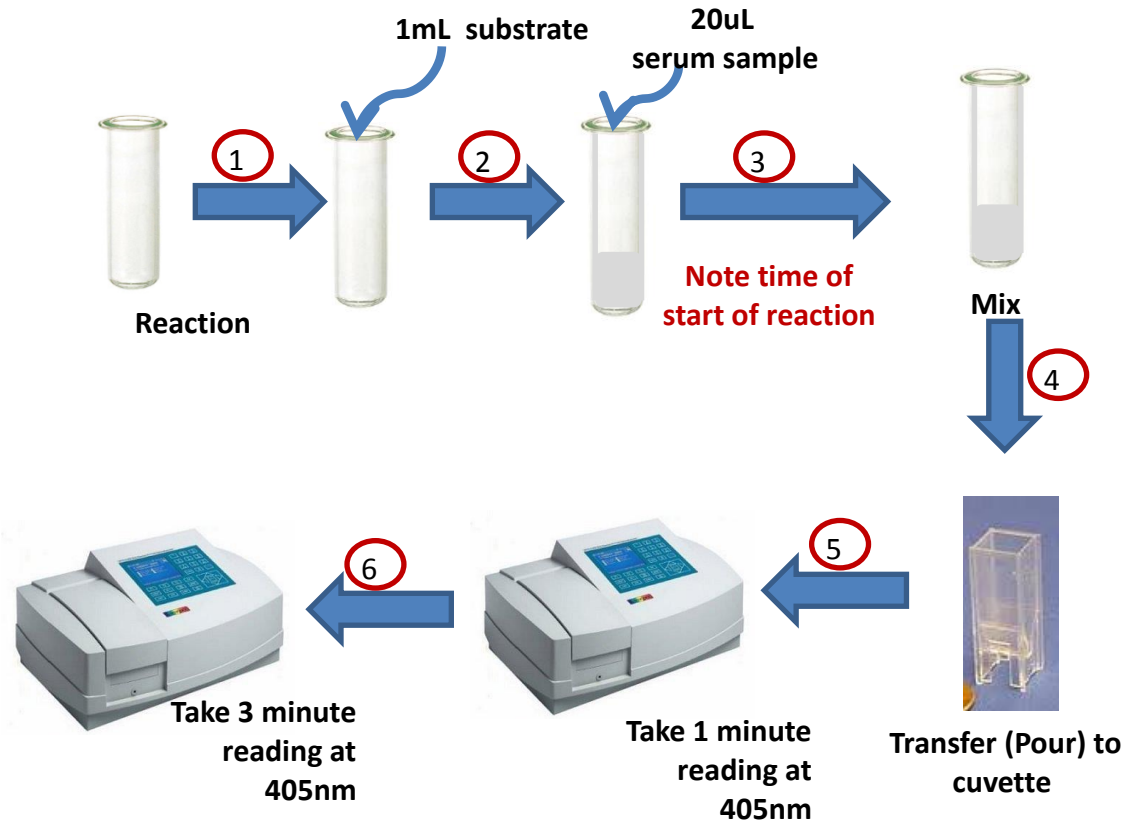 1mL substrate
20uL
serum sample
1
2
3
Reaction
Note time of
start of reaction
Mix
4
5
6
Take 3 minute
reading at
405nm
Take 1 minute
reading at
405nm
Transfer (Pour) to
cuvette